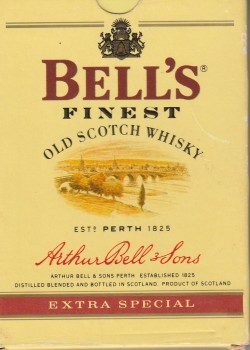 BELL'S®
FINEST
OLD SCOTCH WHISKY
ESTD PERTH 1825
Arthur Bell & Sons
ARTHUR BELL & SONS PERTH ESTABLISHED 1825
DISTILLED BLENDED AND BOTTLED IN SCOTLAND. PRODUCT OF SCOTLAND
EXTRA SPECIAL